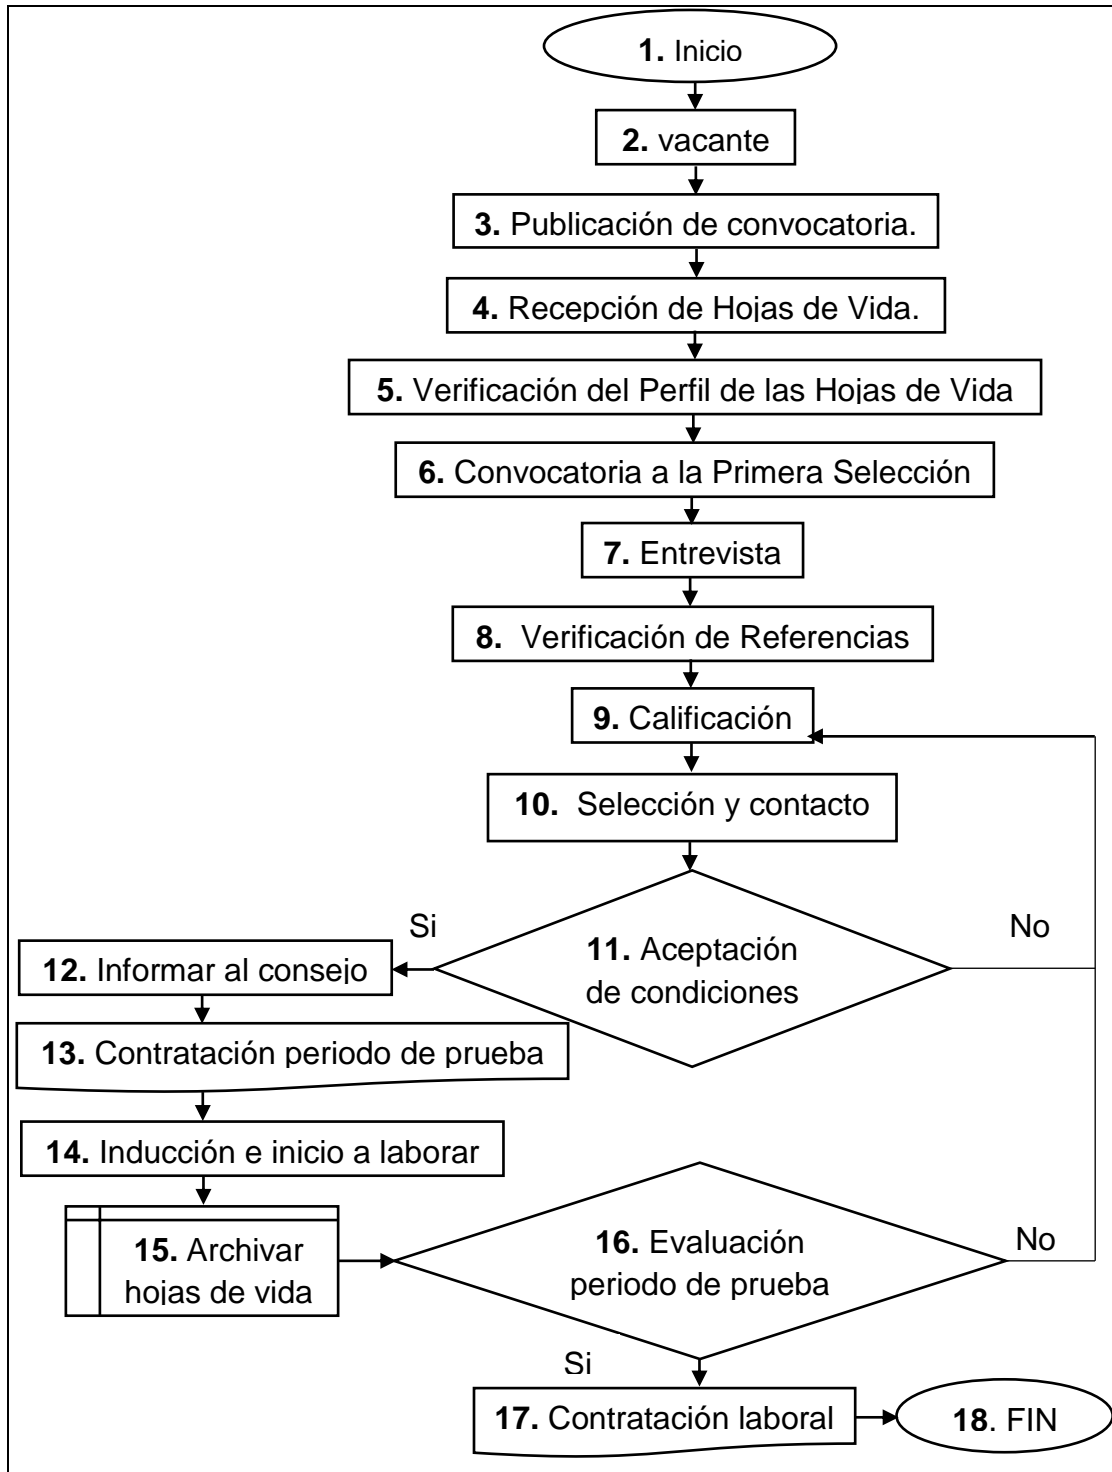 1. Inicio
2. vacante
3. Publicación de convocatoria.
4. Recepción de Hojas de Vida.
5. Verificación del Perfil de las Hojas de Vida
6. Convocatoria a la Primera Selección
7. Entrevista
8. Verificación de Referencias
9. Calificación
10. Selección y contacto
Si
No
11. Aceptación
de condiciones
12. Informar al consejo
13. Contratación periodo de prueba
14. Inducción e inicio a laborar
15. Archivar
hojas de vida
16. Evaluación
periodo de prueba
No
Si
17. Contratación laboral
18. FIN